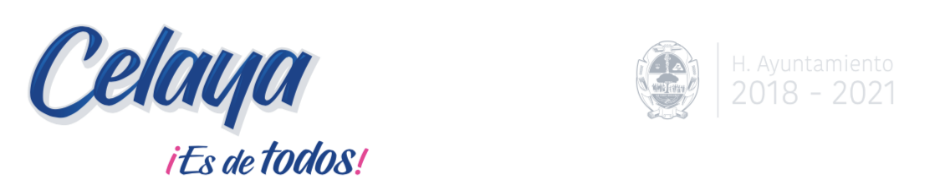 Celaya
¡Es de todos!
H. Ayuntamiento
2018 - 2021